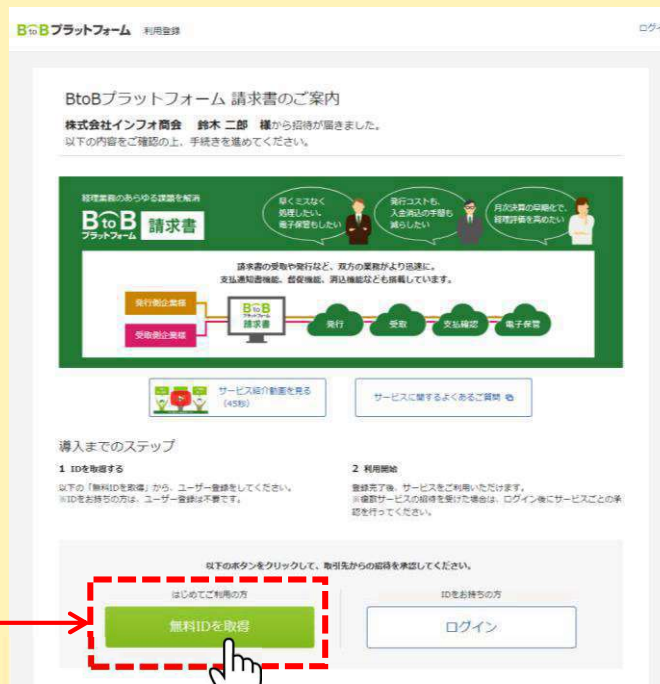 BtoBプラットフォーム 利用登録
ログイ
BtoBプラットフォーム 請求書のご案内
株式会社インフォ商会 鈴木 二郎 様から招待が届きました。
以下の内容をご確認の上、手続きを進めてください。
経理業務のあらゆる課題を解消
BtoB
プラットフォーム
請求書
早くミスなく
処理したい。
電子保管もしたい
発行コストも、
入金消込の手間も
減らしたい
月次決算の早期化で、
経理評価を高めたい
請求書の受取や発行など、双方の業務がより迅速に。
支払通知書機能、督促機能、消込機能なども搭載しています。
発行側企業様
受取側企業様
BtoB
プラットフォーム
請求書
発行
受取
支払確認
電子保管
サービス紹介動画を見る
(45秒)
サービスに関するよくあるご質問
導入までのステップ
1 IDを取得する
以下の「無料IDを取得」から、ユーザー登録をしてください。
※IDをお持ちの方は、ユーザー登録は不要です。
2 利用開始
登録完了後、サービスをご利用いただけます。
※複数サービスの招待を受けた場合は、ログイン後にサービスごとの承
認を行ってください。
以下のボタンをクリックして、取引先からの招待を承認してください。
はじめてご利用の方
無料IDを取得
IDをお持ちの方
ログイン